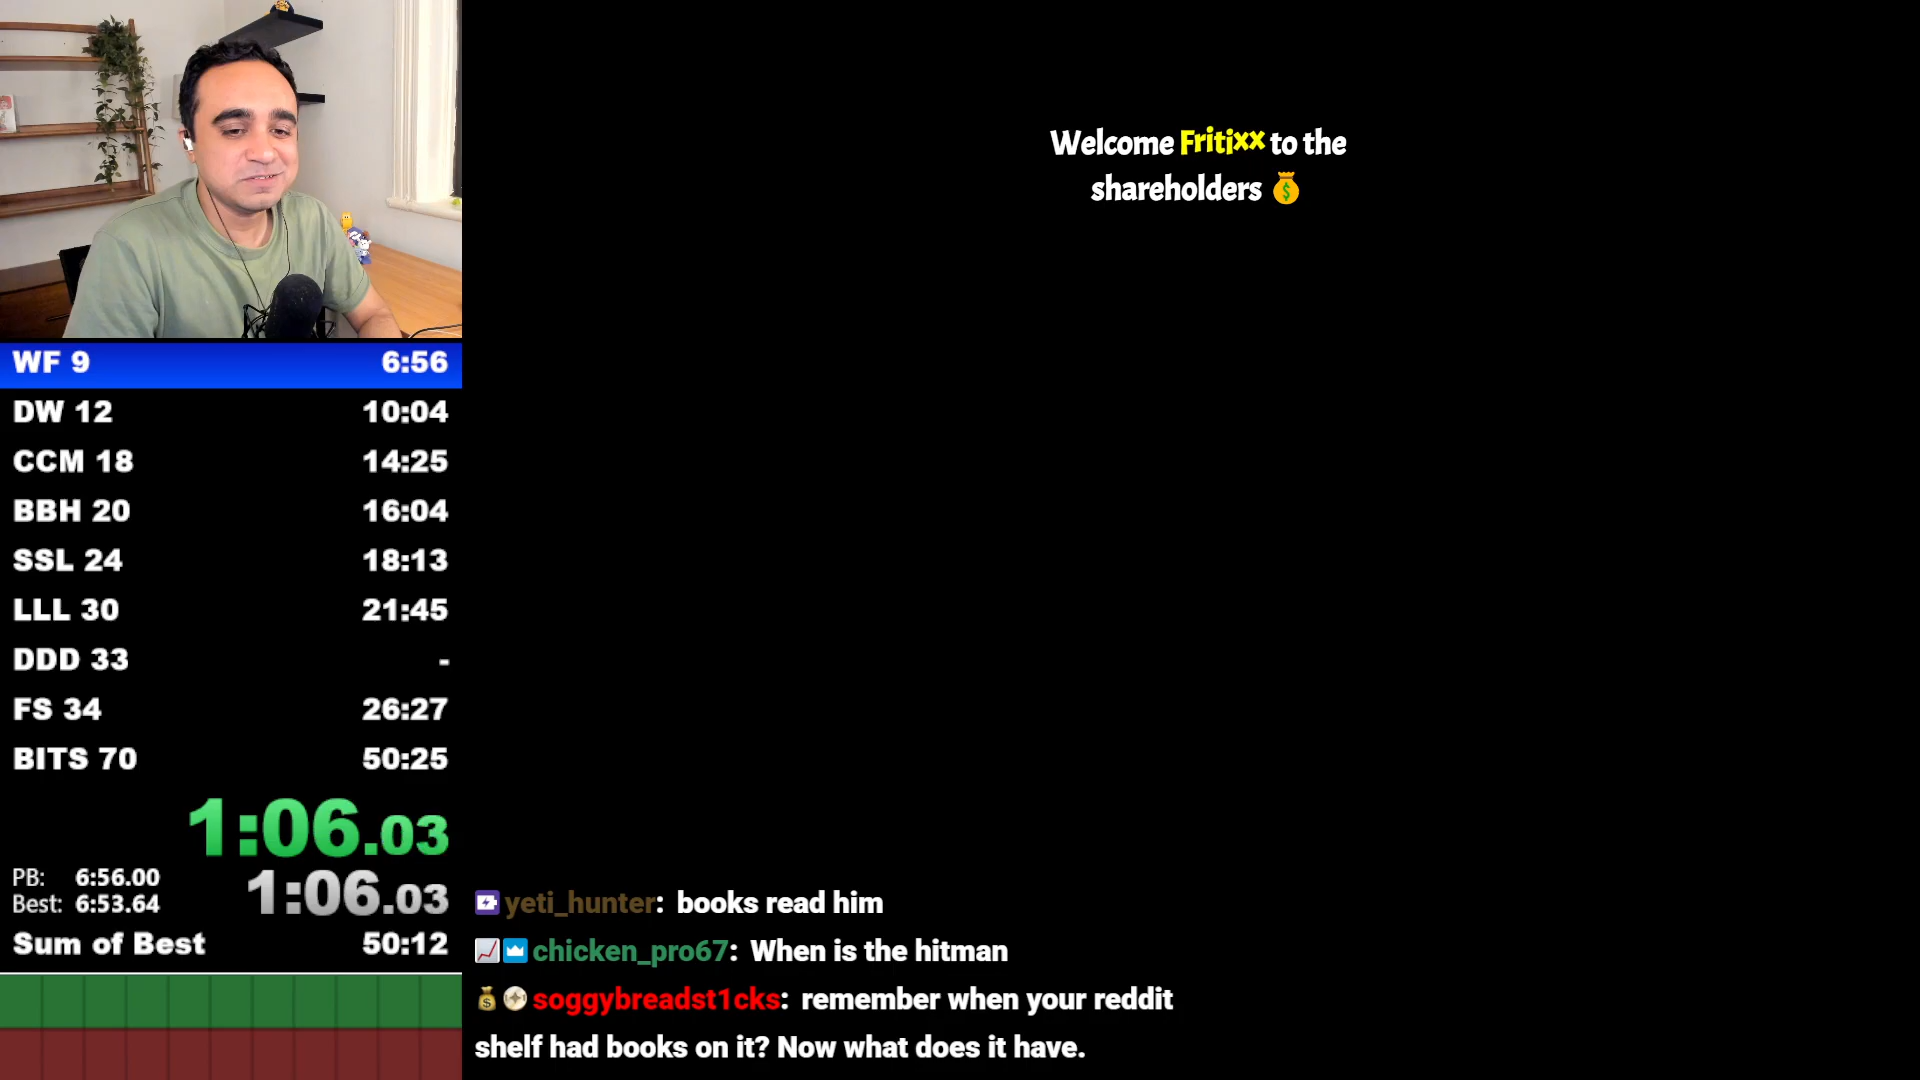 Welcome Fritixx to the
shareholders
WF 9 6:56
DW 12 10:04
CCM 18 14:25
BBH 20 16:04
SSL 24 18:13
LLL 30 21:45
DDD 33 -
FS 34 26:27
BITS 70 50:25
1:06.03
PB: 6:56.00
Best: 6:53.64
1:06.03
Sum of Best 50:12
yeti_hunter: books read him
chicken_pro67: When is the hitman
soggybreadst1cks: remember when your reddit
shelf had books on it? Now what does it have.